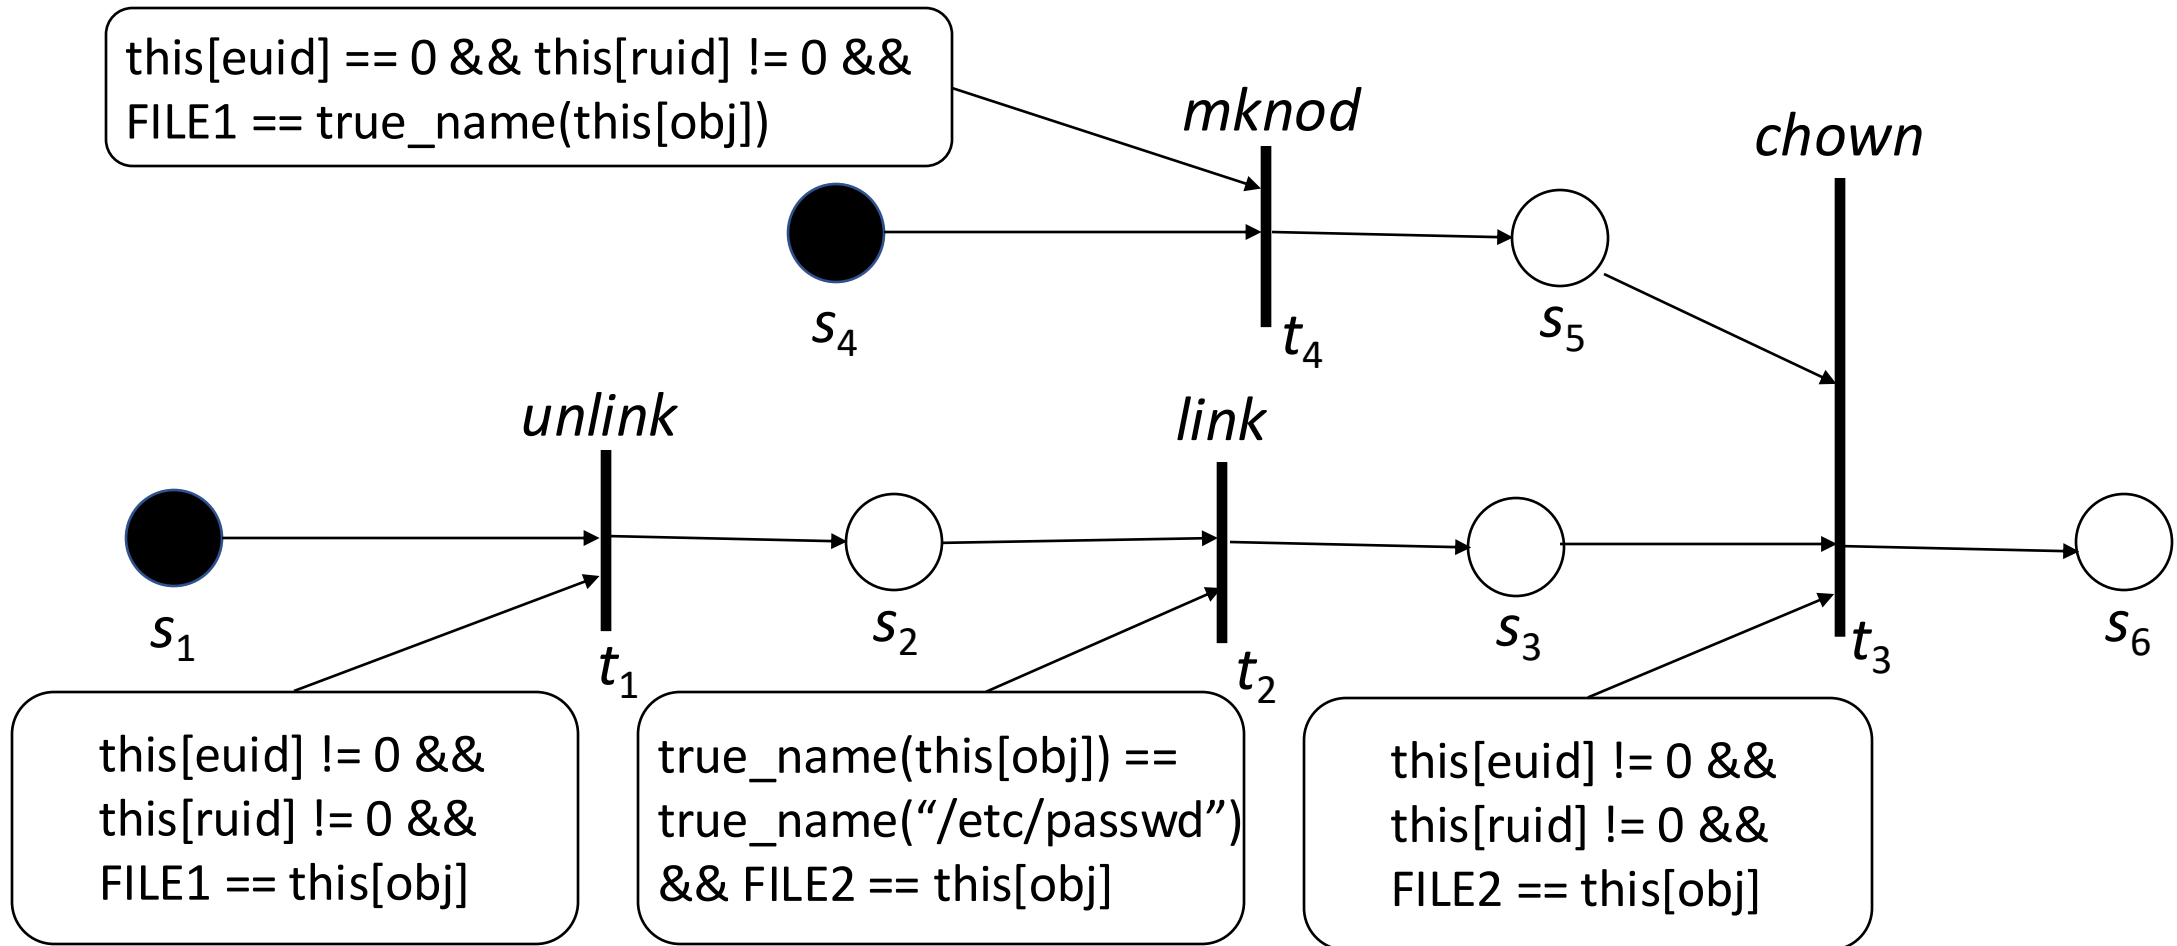 this[euid] == 0 && this[ruid] != 0 &&
FILE1 == true_name(this[obj])
mknod
chown
s4
t4
s5
unlink
link
s1
t1
s2
t2
s3
t3
s6
this[euid] != 0 &&
this[ruid] != 0 &&
FILE1 == this[obj]
true_name(this[obj]) ==
true_name(“/etc/passwd”)
&& FILE2 == this[obj]
this[euid] != 0 &&
this[ruid] != 0 &&
FILE2 == this[obj]